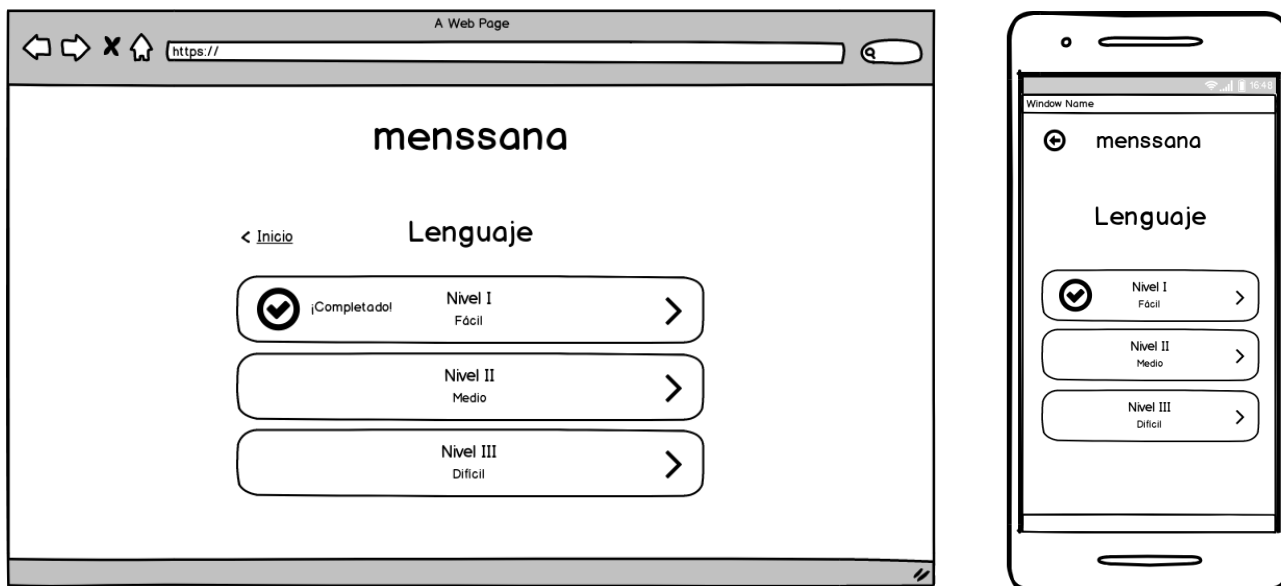 A Web Page
https://
menssana
< Inicio
Lenguaje
¡Completado!
Nivel I
Fácil
Nivel II
Medio
Nivel III
Difícil
16:48
Window Name
menssana
Lenguaje
Nivel I
Fácil
Nivel II
Medio
Nivel III
Difícil